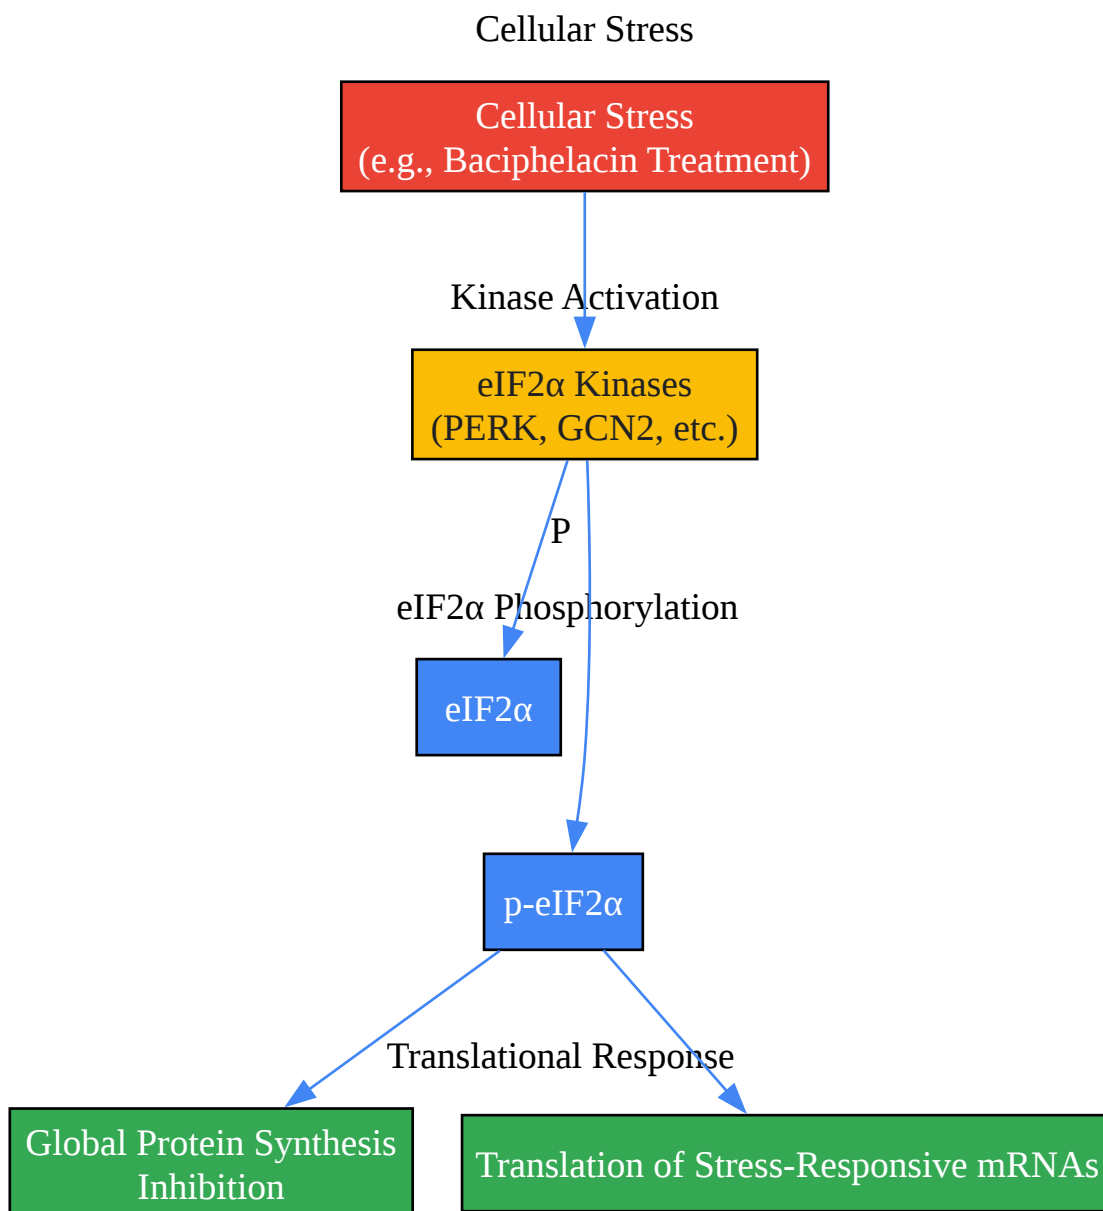 Cellular Stress
Cellular Stress
(e.g., Baciphelacin Treatment)
Kinase Activation
eIF2α Kinases
(PERK, GCN2, etc.)
P
eIF2α Phosphorylation
eIF2α
p-eIF2α
Translational Response
Global Protein Synthesis
Inhibition
Translation of Stress-Responsive mRNAs